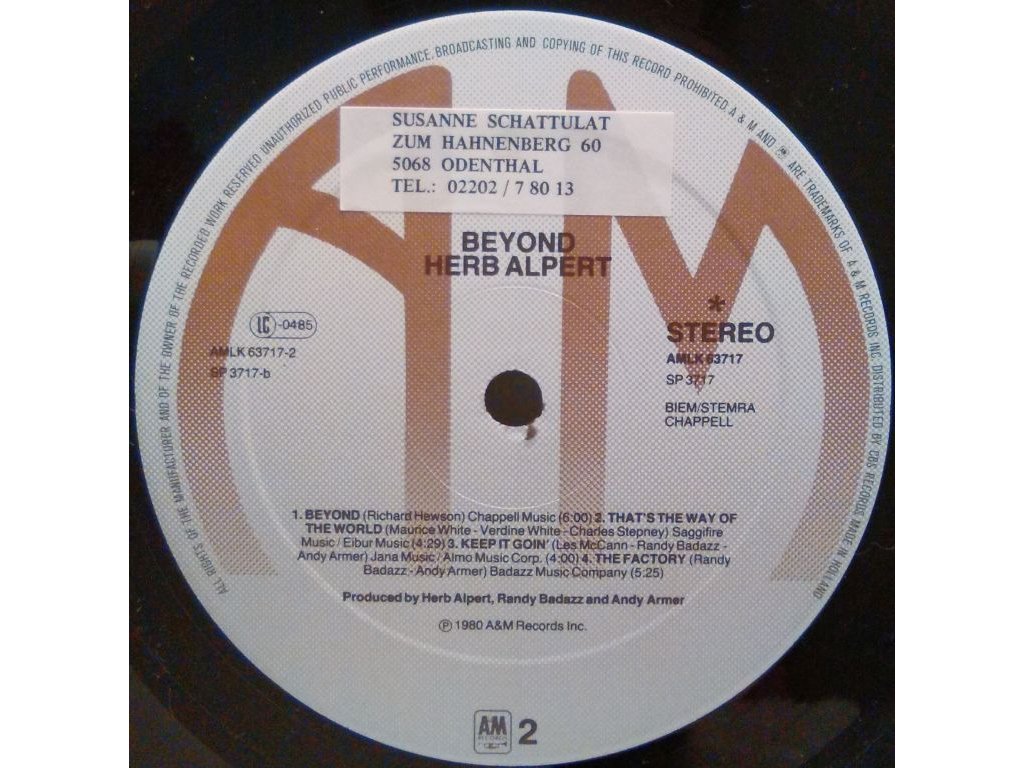 ALL RIGHTS OF THE MANUFACTURER AND OF THE OWNER OF THE RECORDED WORK RESERVED UNAUTHORIZED PUBLIC PERFORMANCE, BROADCASTING AND COPYING OF THIS RECORD PROHIBITED. A & M AND ARE TRADEMARKS OF A & M RECORDS INC. DISTRIBUTED BY CBS RECORDS MADE IN HOLLAND
SUSANNE SCHATTULAT
ZUM HAHNENBERG 60
5068 ODENTHAL
TEL.: 02202 / 7 80 13
BEYOND
HERB ALPERT
LC-0485
AMLK 63717-2
SP 3717-b
*
STEREO
AMLK 63717
SP 3717
BIEM/STEMRA
CHAPPELL
1. BEYOND (Richard Hewson) Chappell Music (6:00) 2. THAT'S THE WAY OF
THE WORLD (Maurice White - Verdine White - Charles Stepney) Saggifire
Music / Eibur Music (4:29) 3. KEEP IT GOIN' (Les McCann - Randy Badazz -
Andy Armer) Jana Music / Almo Music Corp. (4:00) 4. THE FACTORY (Randy
Badazz - Andy Armer) Badazz Music Company (5:25)
Produced by Herb Alpert, Randy Badazz and Andy Armer
℗ 1980 A&M Records Inc.
AM
RECORDS
2